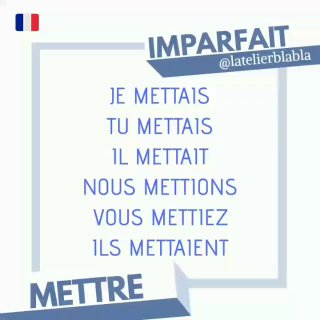 IMPARFAIT
@latelierblabla
JE METTAIS
TU METTAIS
IL METTAIT
NOUS METTIONS
VOUS METTIEZ
ILS METTAIENT
METTRE